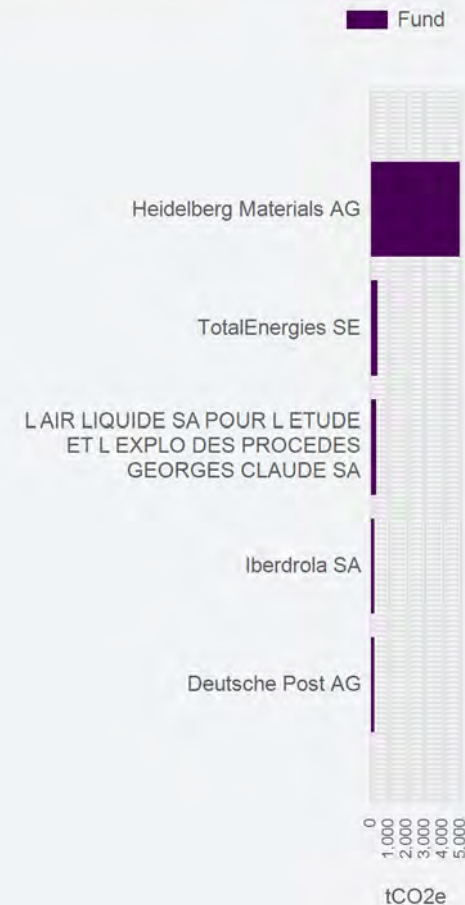 Fund
Heidelberg Materials AG
TotalEnergies SE
L AIR LIQUIDE SA POUR L ETUDE
ET L EXPLO DES PROCEDES
GEORGES CLAUDE SA
Iberdrola SA
Deutsche Post AG
0
1,000
2,000
3,000
4,000
5,000
tCO2e